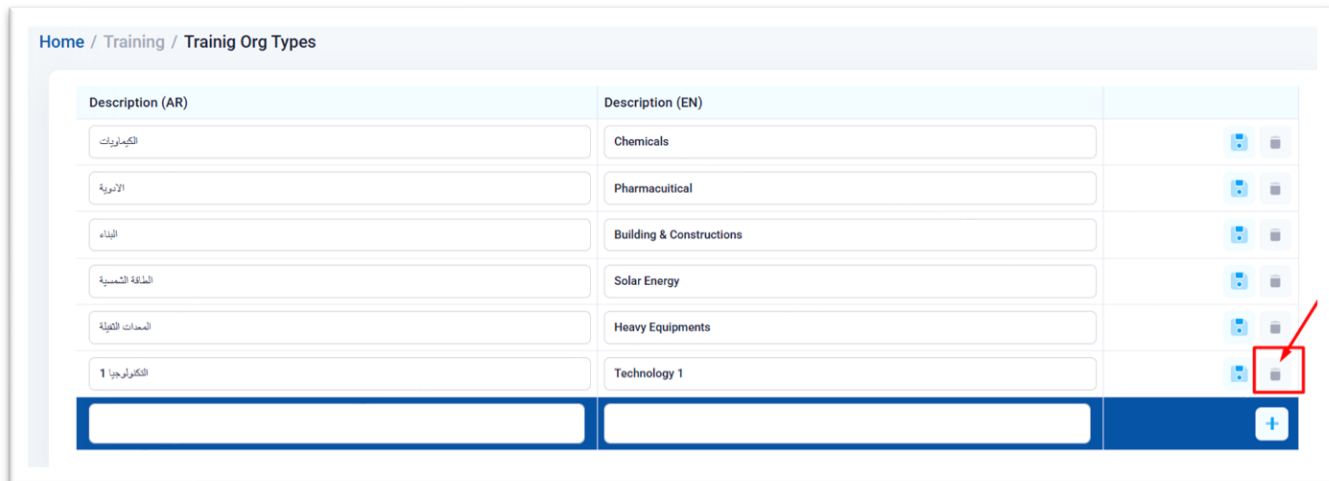 Home / Training / Trainig Org Types
Description (AR) Description (EN)
الكيماويات Chemicals
الادوية Pharmacuitical
البناء Building & Constructions
الطاقة الشمسية Solar Energy
المعدات الثقيلة Heavy Equipments
التكنولوجيا 1 Technology 1